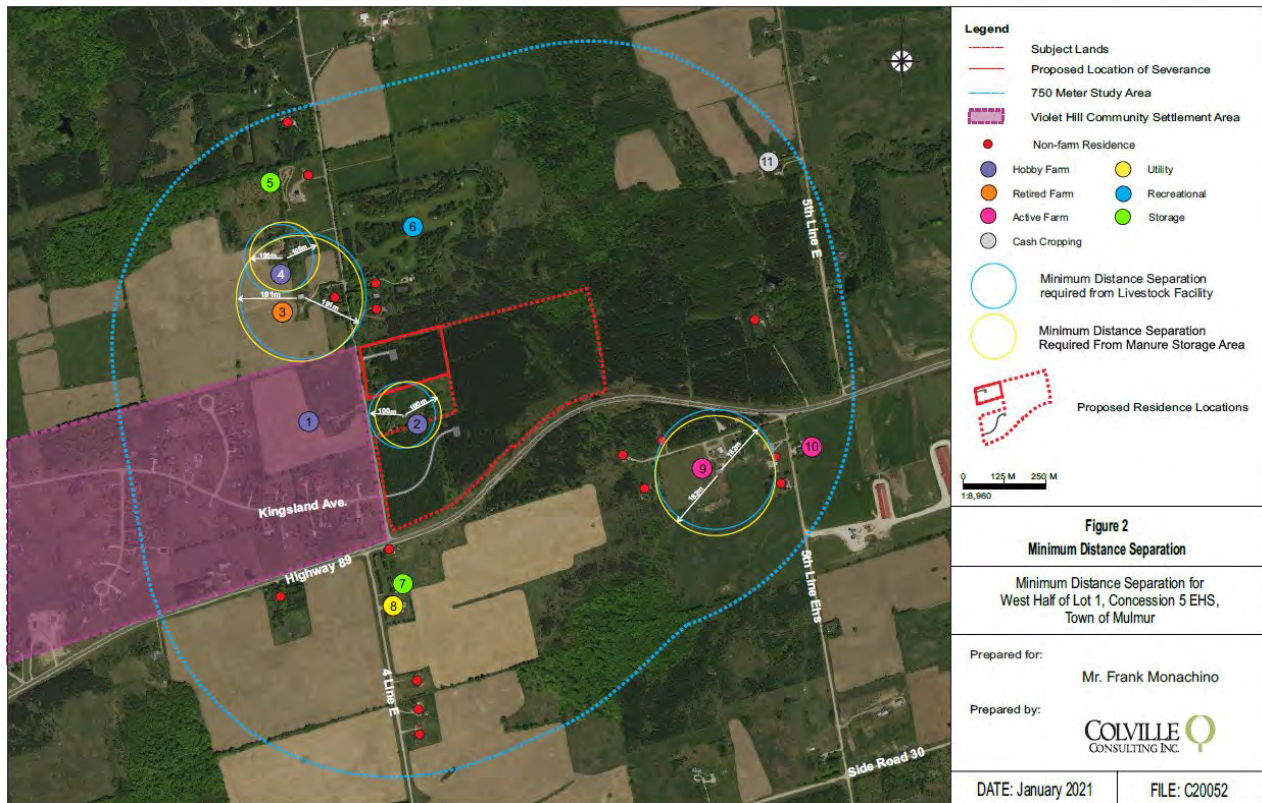 5
6
11
4
3
1
2
9
10
7
8
100m
100m
191m
191m
100m
100m
162m
162m
5th Line E
Kingsland Ave.
Highway 89
4 Line E
5th Line Ehs
Side Road 30
Legend
Subject Lands
Proposed Location of Severance
750 Meter Study Area
Violet Hill Community Settlement Area
Non-farm Residence
Hobby Farm
Utility
Retired Farm
Recreational
Active Farm
Storage
Cash Cropping
Minimum Distance Separation
required from Livestock Facility
Minimum Distance Separation
Required From Manure Storage Area
Proposed Residence Locations
0 125 M 250 M
1:8,960
Figure 2
Minimum Distance Separation
Minimum Distance Separation for
West Half of Lot 1, Concession 5 EHS,
Town of Mulmur
Prepared for:
Mr. Frank Monachino
Prepared by:
COLVILLE
CONSULTING INC.
DATE: January 2021
FILE: C20052